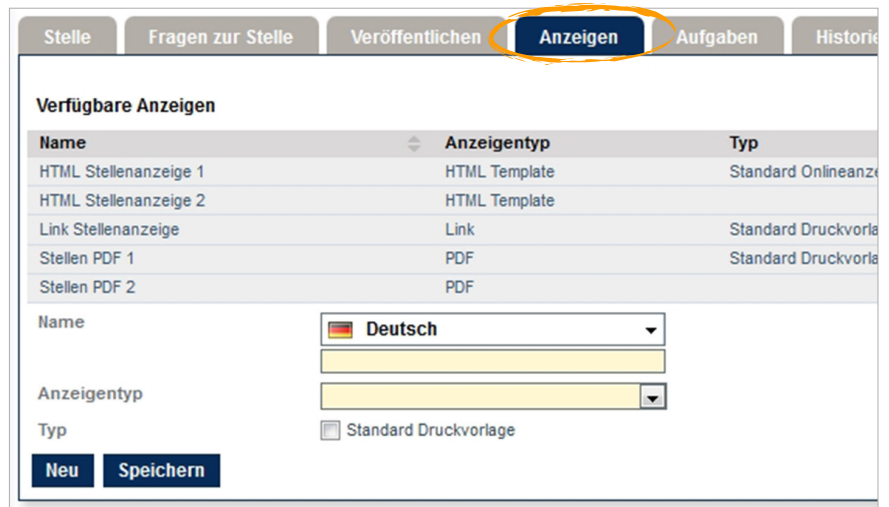 Stelle Fragen zur Stelle Veröffentlichen Anzeigen Aufgaben Historie
Verfügbare Anzeigen
Name Anzeigentyp Typ
HTML Stellenanzeige 1 HTML Template Standard Onlineanze
HTML Stellenanzeige 2 HTML Template
Link Stellenanzeige Link Standard Druckvorla
Stellen PDF 1 PDF Standard Druckvorla
Stellen PDF 2 PDF
Name Deutsch
Anzeigentyp
Typ Standard Druckvorlage
Neu Speichern